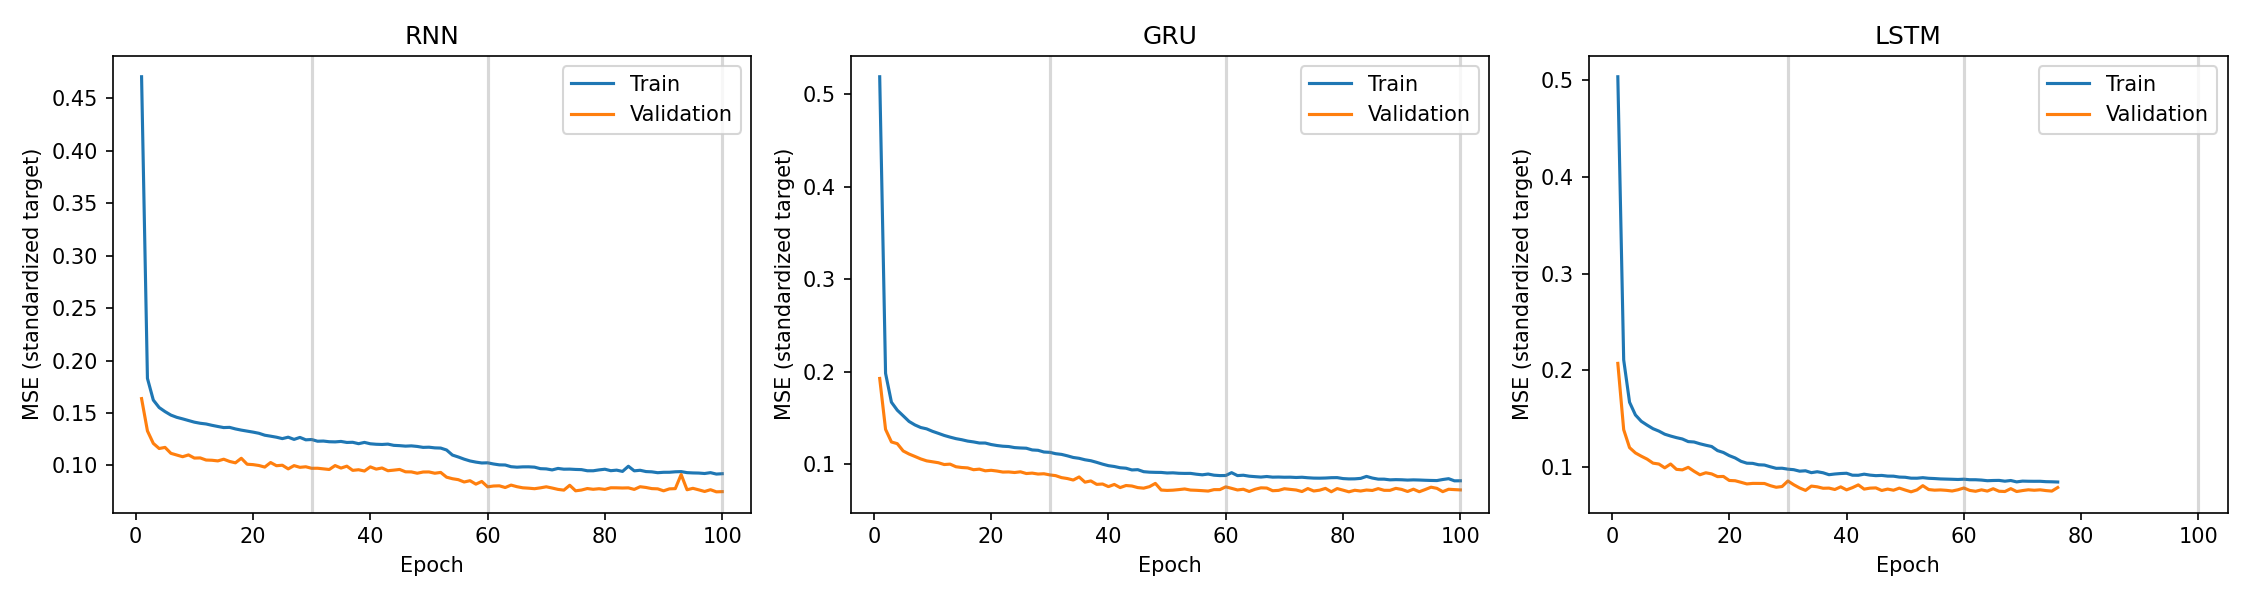 RNN
MSE (standardized target)
0.45
0.40
0.35
0.30
0.25
0.20
0.15
0.10
Train
Validation
0
20
40
60
80
100
Epoch
GRU
MSE (standardized target)
0.5
0.4
0.3
0.2
0.1
Train
Validation
0
20
40
60
80
100
Epoch
LSTM
MSE (standardized target)
0.5
0.4
0.3
0.2
0.1
Train
Validation
0
20
40
60
80
100
Epoch